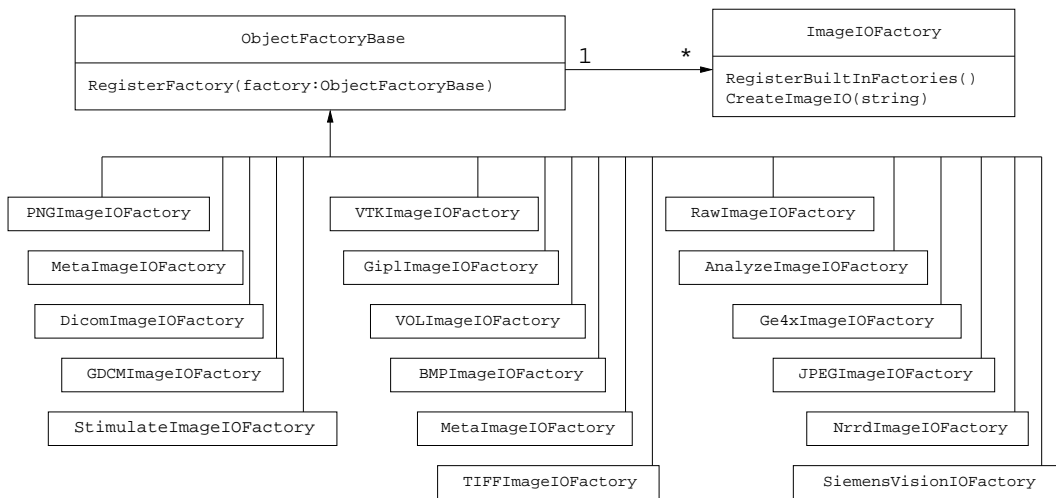 ObjectFactoryBase
RegisterFactory(factory:ObjectFactoryBase)
1
*
ImageIOFactory
RegisterBuiltInFactories()
CreateImageIO(string)
PNGImageIOFactory
VTKImageIOFactory
RawImageIOFactory
MetaImageIOFactory
GiplImageIOFactory
AnalyzeImageIOFactory
DicomImageIOFactory
VOLImageIOFactory
Ge4xImageIOFactory
GDCMImageIOFactory
BMPImageIOFactory
JPEGImageIOFactory
StimulateImageIOFactory
MetaImageIOFactory
NrrdImageIOFactory
TIFFImageIOFactory
SiemensVisionIOFactory